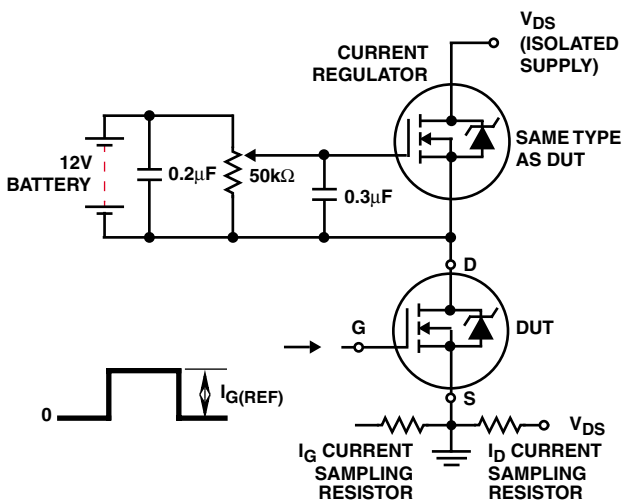 V_DS
(ISOLATED
SUPPLY)
CURRENT
REGULATOR
SAME TYPE
AS DUT
12V
BATTERY
0.2µF
50kΩ
0.3µF
D
G
DUT
I_G(REF)
0
S
V_DS
I_G CURRENT
SAMPLING
RESISTOR
I_D CURRENT
SAMPLING
RESISTOR